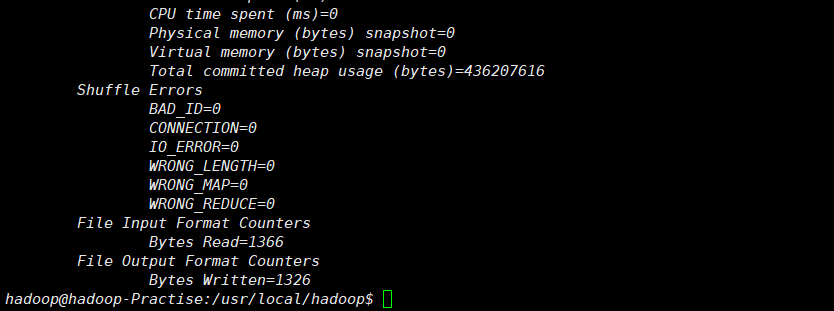 CPU time spent (ms)=0
Physical memory (bytes) snapshot=0
Virtual memory (bytes) snapshot=0
Total committed heap usage (bytes)=436207616
Shuffle Errors
BAD_ID=0
CONNECTION=0
IO_ERROR=0
WRONG_LENGTH=0
WRONG_MAP=0
WRONG_REDUCE=0
File Input Format Counters
Bytes Read=1366
File Output Format Counters
Bytes Written=1326
hadoop@hadoop-Practise:/usr/local/hadoop$